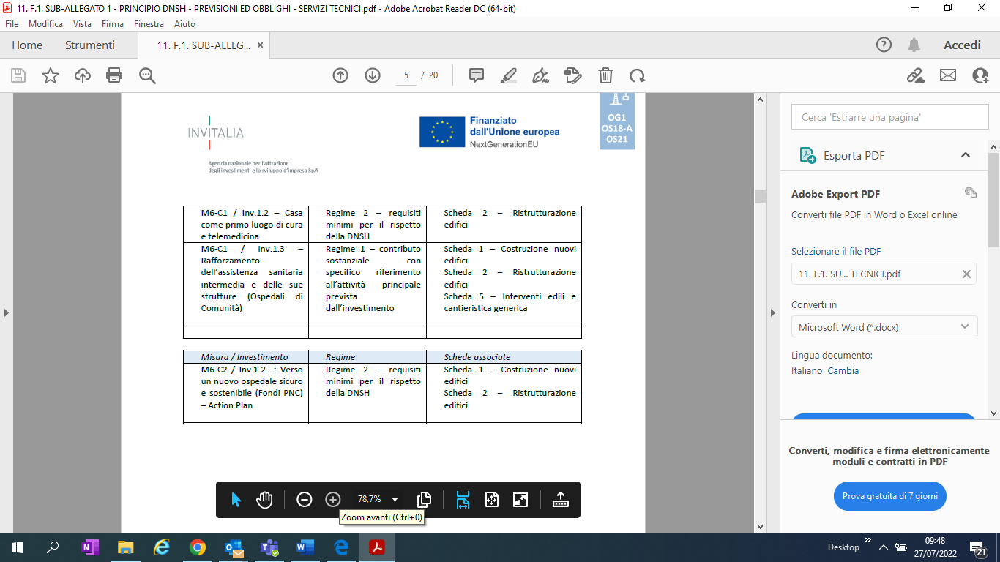 11. F.1. SUB-ALLEGATO 1 - PRINCIPIO DNSH - PREVISIONI ED OBBLIGHI - SERVIZI TECNICI.pdf - Adobe Acrobat Reader DC (64-bit)
File Modifica Vista Firma Finestra Aiuto
Home Strumenti 11. F.1. SUB-ALLEG... × Accedi
5 / 20
INVITALIA
Agenzia nazionale per l'attrazione
degli investimenti e lo sviluppo d'impresa SpA
Finanziato
dall'Unione europea
NextGenerationEU
OG1
OS18-A
OS21
M6-C1 / Inv.1.2 – Casa
come primo luogo di cura
e telemedicina
Regime 2 – requisiti
minimi per il rispetto
della DNSH
Scheda 2 – Ristrutturazione
edifici
M6-C1 / Inv.1.3 –
Rafforzamento
dell'assistenza sanitaria
intermedia e delle sue
strutture (Ospedali di
Comunità)
Regime 1 – contributo
sostanziale con
specifico riferimento
all'attività principale
prevista
dall'investimento
Scheda 1 – Costruzione nuovi
edifici
Scheda 2 – Ristrutturazione
edifici
Scheda 5 – Interventi edili e
cantieristica generica
Misura / Investimento Regime Schede associate
M6-C2 / Inv.1.2 : Verso
un nuovo ospedale sicuro
e sostenibile (Fondi PNC)
– Action Plan
Regime 2 – requisiti
minimi per il rispetto
della DNSH
Scheda 1 – Costruzione nuovi
edifici
Scheda 2 – Ristrutturazione
edifici
78,7%
Zoom avanti (Ctrl+0)
Cerca 'Estrarre una pagina'
Esporta PDF
Adobe Export PDF
Converti file PDF in Word o Excel online
Selezionare il file PDF
11. F.1. SU... TECNICI.pdf
Converti in
Microsoft Word (*.docx)
Lingua documento:
Italiano Cambia
Converti, modifica e firma elettronicamente
moduli e contratti in PDF
Prova gratuita di 7 giorni
Desktop
09:48
27/07/2022
21